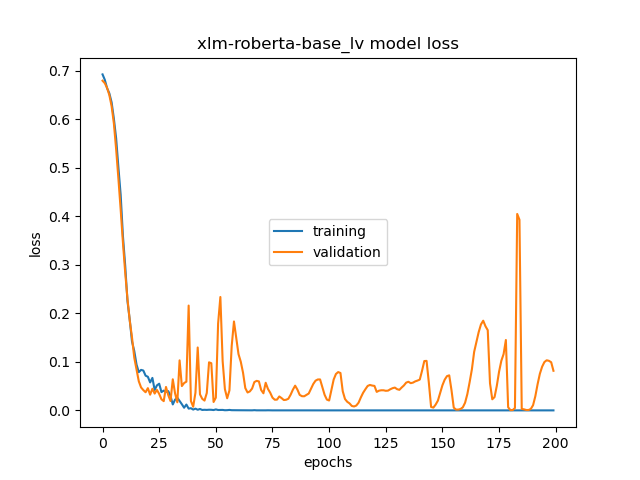 xlm-roberta-base_lv model loss
loss
0.7
0.6
0.5
0.4
0.3
0.2
0.1
0.0
training
validation
0 25 50 75 100 125 150 175 200
epochs